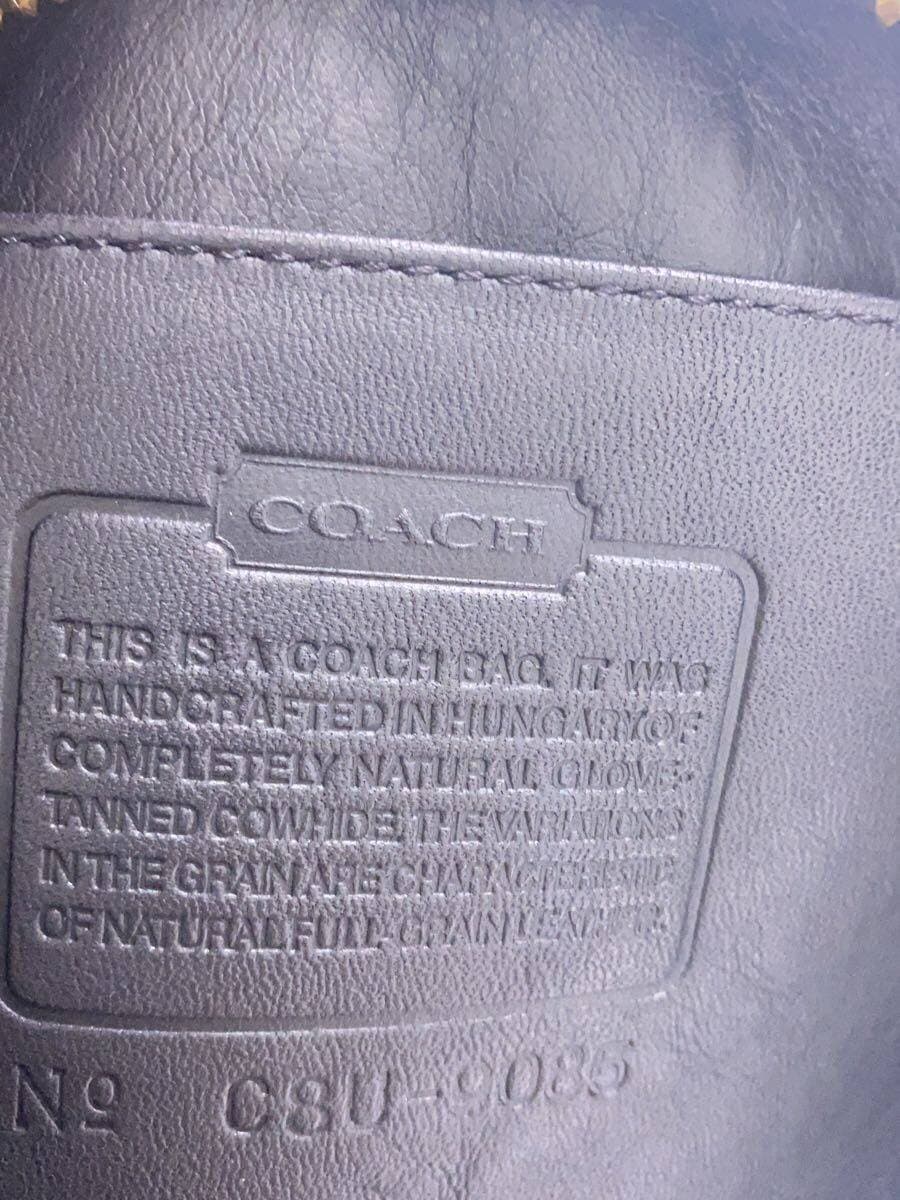 COACH
THIS IS A COACH BAG. IT WAS
HANDCRAFTED IN HUNGARY OF
COMPLETELY NATURAL GLOVE-
TANNED COWHIDE. THE VARIATIONS
IN THE GRAIN ARE CHARACTERISTIC
OF NATURAL FULL-GRAIN LEATHER.
Nº C8U-9085